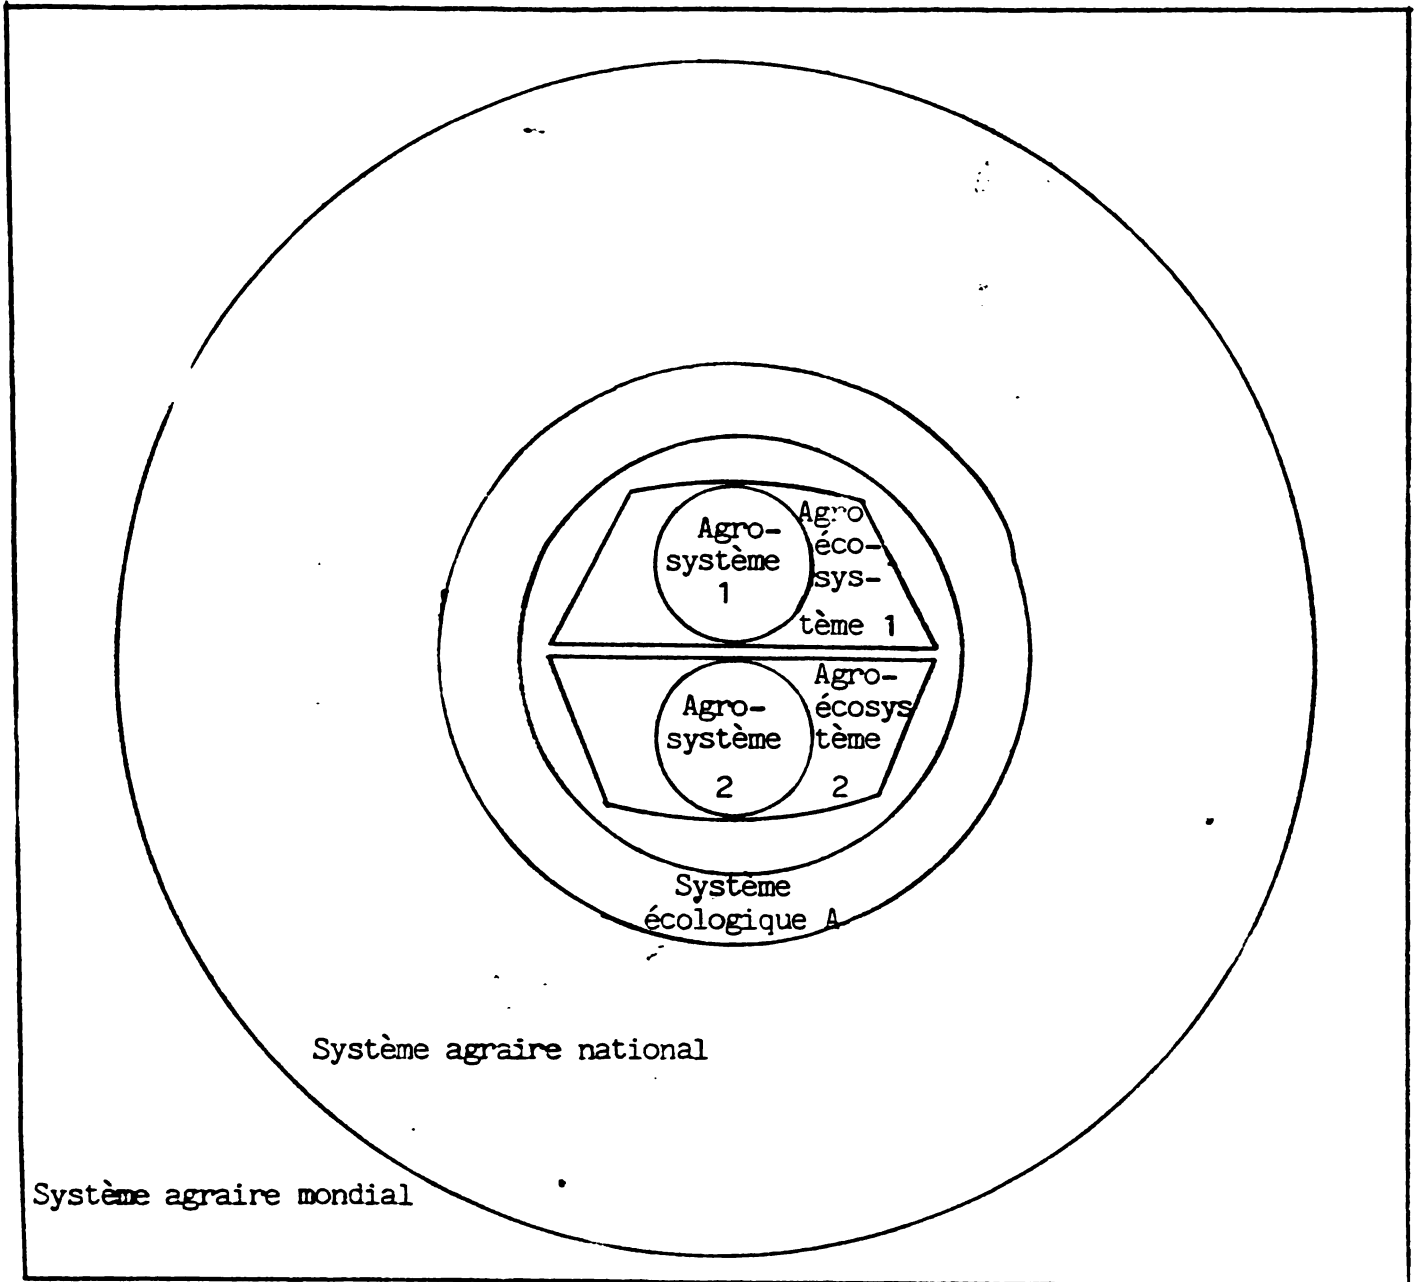 Agro-
système
1
Agro
éco-
sys-
tème 1
Agro-
système
2
Agro-
écosys
tème
2
Système
écologique A
Système agraire national
Système agraire mondial